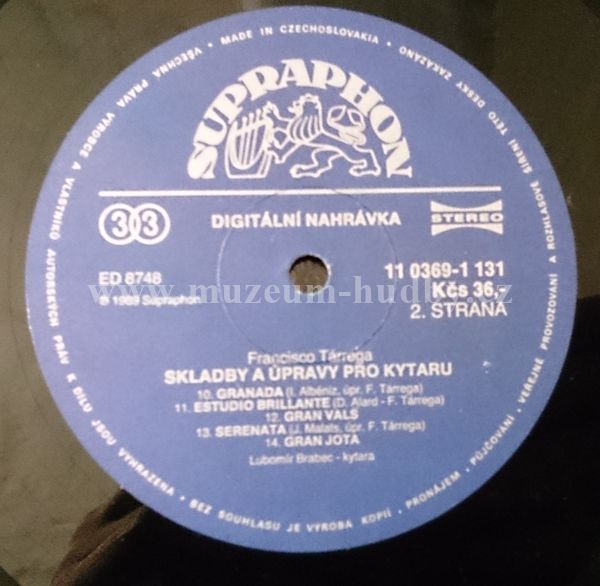 VŠECHNA PRÁVA VÝROBCE A VLASTNÍKŮ AUTORSKÝCH PRÁV K DÍLU JSOU VYHRAZENA • BEZ SOUHLASU JE VÝROBA KOPIÍ, PRONÁJEM, PŮJČOVÁNÍ, VEŘEJNÉ PROVOZOVÁNÍ A ROZHLASOVÉ ŠÍŘENÍ TÉTO DESKY ZAKÁZÁNO • MADE IN CZECHOSLOVAKIA •
SUPRAPHON
33 DIGITÁLNÍ NAHRÁVKA STEREO
ED 8748 11 0369-1 131
℗ 1989 Supraphon Kčs 36,-
www.muzeum-hudby.cz
2. STRANA
Francisco Tárrega
SKLADBY A ÚPRAVY PRO KYTARU
10. GRANADA (I. Albéniz, úpr. F. Tárrega)
11. ESTUDIO BRILLANTE (D. Alard - F. Tárrega)
12. GRAN VALS
13. SERENATA (J. Malats, úpr. F. Tárrega)
14. GRAN JOTA
Lubomír Brabec - kytara